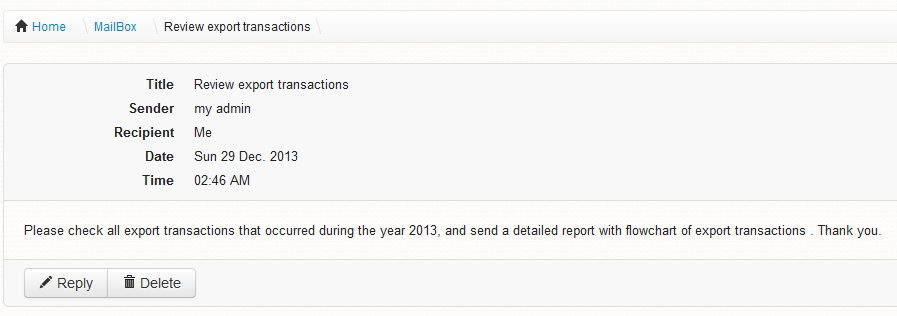 Home MailBox Review export transactions
Title Review export transactions
Sender my admin
Recipient Me
Date Sun 29 Dec. 2013
Time 02:46 AM
Please check all export transactions that occurred during the year 2013, and send a detailed report with flowchart of export transactions . Thank you.
Reply Delete